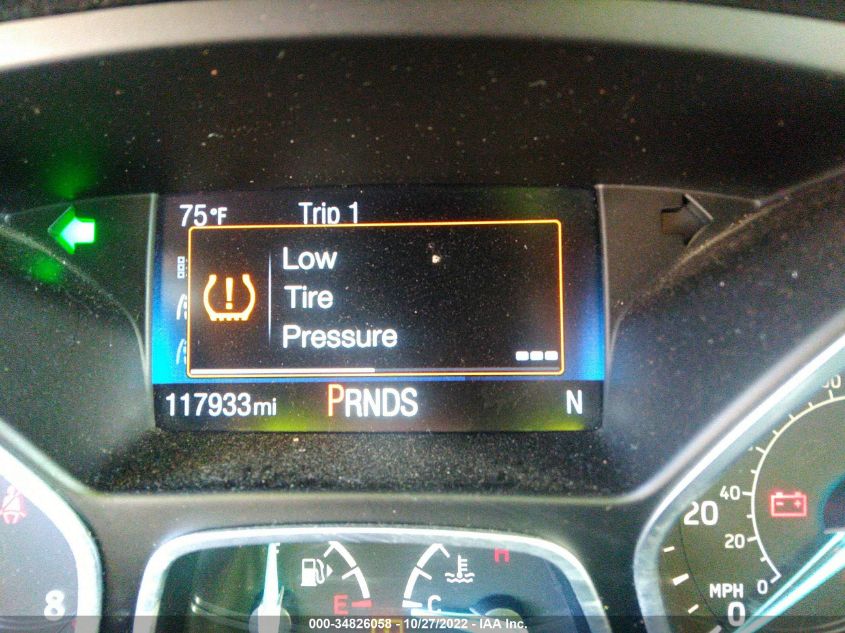 75°F Trip 1
Low
Tire
Pressure
117933mi PRNDS N
20 40
20
MPH 0
0
8
E C H
000-34826058 - 10/27/2022 - IAA Inc.